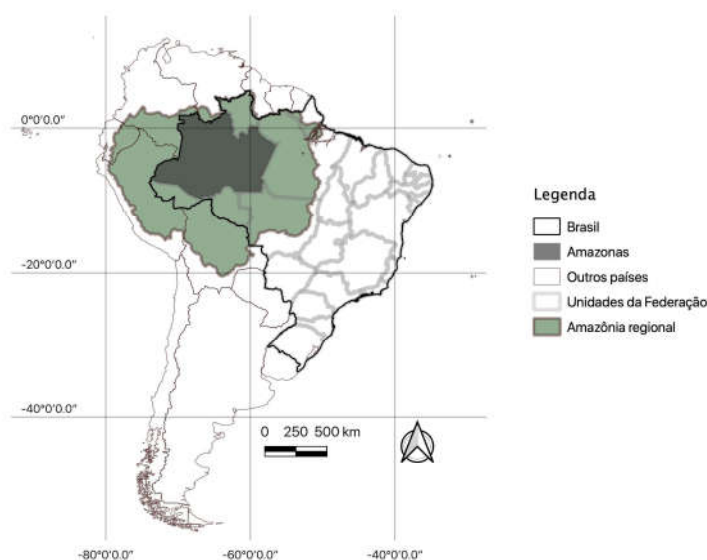 0°0'0.0"
-20°0'0.0"
-40°0'0.0"
0 250 500 km
-80°0'0.0"
-60°0'0.0"
-40°0'0.0"
Legenda
Brasil
Amazonas
Outros países
Unidades da Federação
Amazônia regional